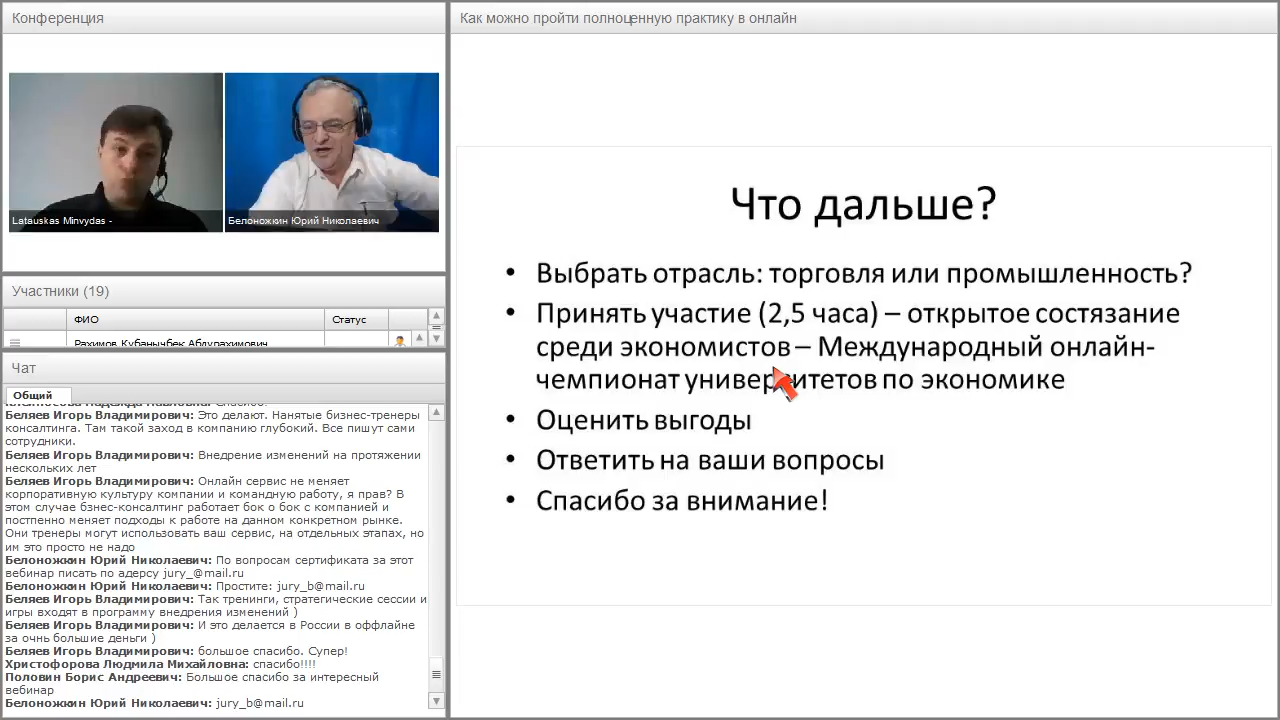 Конференция
Latauskas Minvydas -
Белоножкин Юрий Николаевич
Участники (19)
ФИО
Статус
Рахимов Кубанычбек Абдурахимович
Чат
Общий
Беляев Игорь Владимирович: Это делают. Нанятые бизнес-тренеры
консалтинга. Там такой заход в компанию глубокий. Все пишут сами
сотрудники.
Беляев Игорь Владимирович: Внедрение изменений на протяжении
нескольких лет
Беляев Игорь Владимирович: Онлайн сервис не меняет
корпоративную культуру компании и командную работу, я прав? В
этом случае бзнес-консалтинг работает бок о бок с компанией и
постпенно меняет подходы к работе на данном конкретном рынке.
Они тренеры могут использовать ваш сервис, на отдельных этапах, но
им это просто не надо
Белоножкин Юрий Николаевич: По вопросам сертификата за этот
вебинар писать по адерсу jury_@mail.ru
Белоножкин Юрий Николаевич: Простите: jury_b@mail.ru
Беляев Игорь Владимирович: Так тренинги, стратегические сессии и
игры входят в программу внедрения изменений )
Беляев Игорь Владимирович: И это делается в России в оффлайне
за очнь большие деньги )
Беляев Игорь Владимирович: большое спасибо. Супер!
Христофорова Людмила Михайловна: спасибо!!!!
Половин Борис Андреевич: Большое спасибо за интересный
вебинар
Белоножкин Юрий Николаевич: jury_b@mail.ru
Как можно пройти полноценную практику в онлайн
Что дальше?
• Выбрать отрасль: торговля или промышленность?
• Принять участие (2,5 часа) – открытое состязание
среди экономистов – Международный онлайн-
чемпионат университетов по экономике
• Оценить выгоды
• Ответить на ваши вопросы
• Спасибо за внимание!